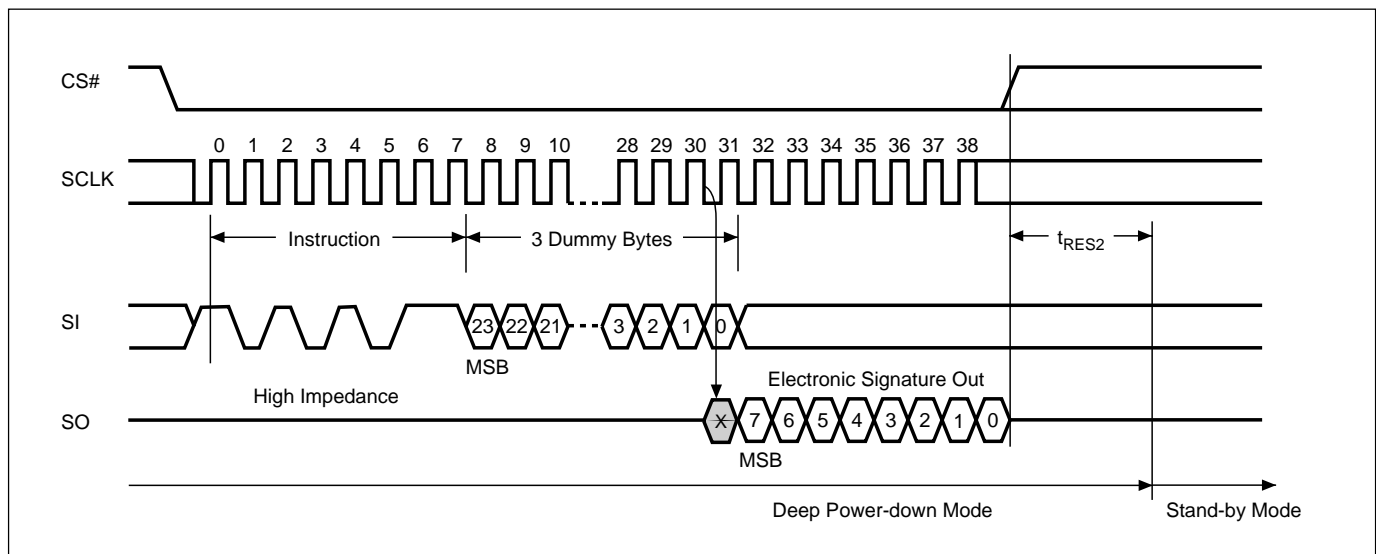 CS#
0 1 2 3 4 5 6 7 8 9 10 28 29 30 31 32 33 34 35 36 37 38
SCLK
Instruction 3 Dummy Bytes tRES2
SI 23 22 21 3 2 1 0
MSB
High Impedance Electronic Signature Out
SO X 7 6 5 4 3 2 1 0
MSB
Deep Power-down Mode Stand-by Mode